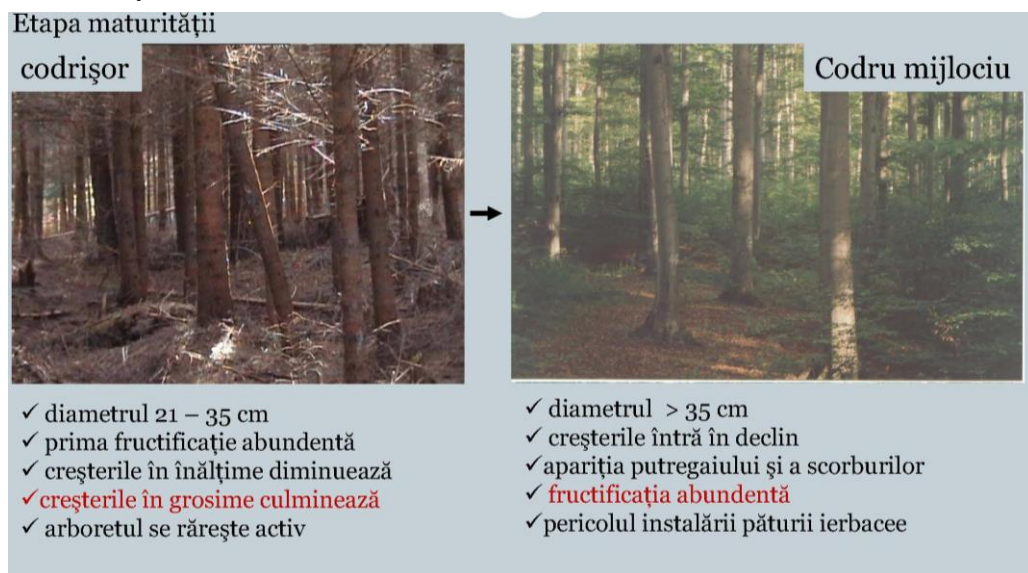 Etapa maturității
codrişor
Codru mijlociu
✓ diametrul 21 – 35 cm
✓ prima fructificație abundentă
✓ creşterile în înălțime diminuează
✓creşterile în grosime culminează
✓ arboretul se răreşte activ
✓ diametrul > 35 cm
✓ creşterile întră în declin
✓apariția putregaiului şi a scorburilor
✓ fructificația abundentă
✓pericolul instalării păturii ierbacee